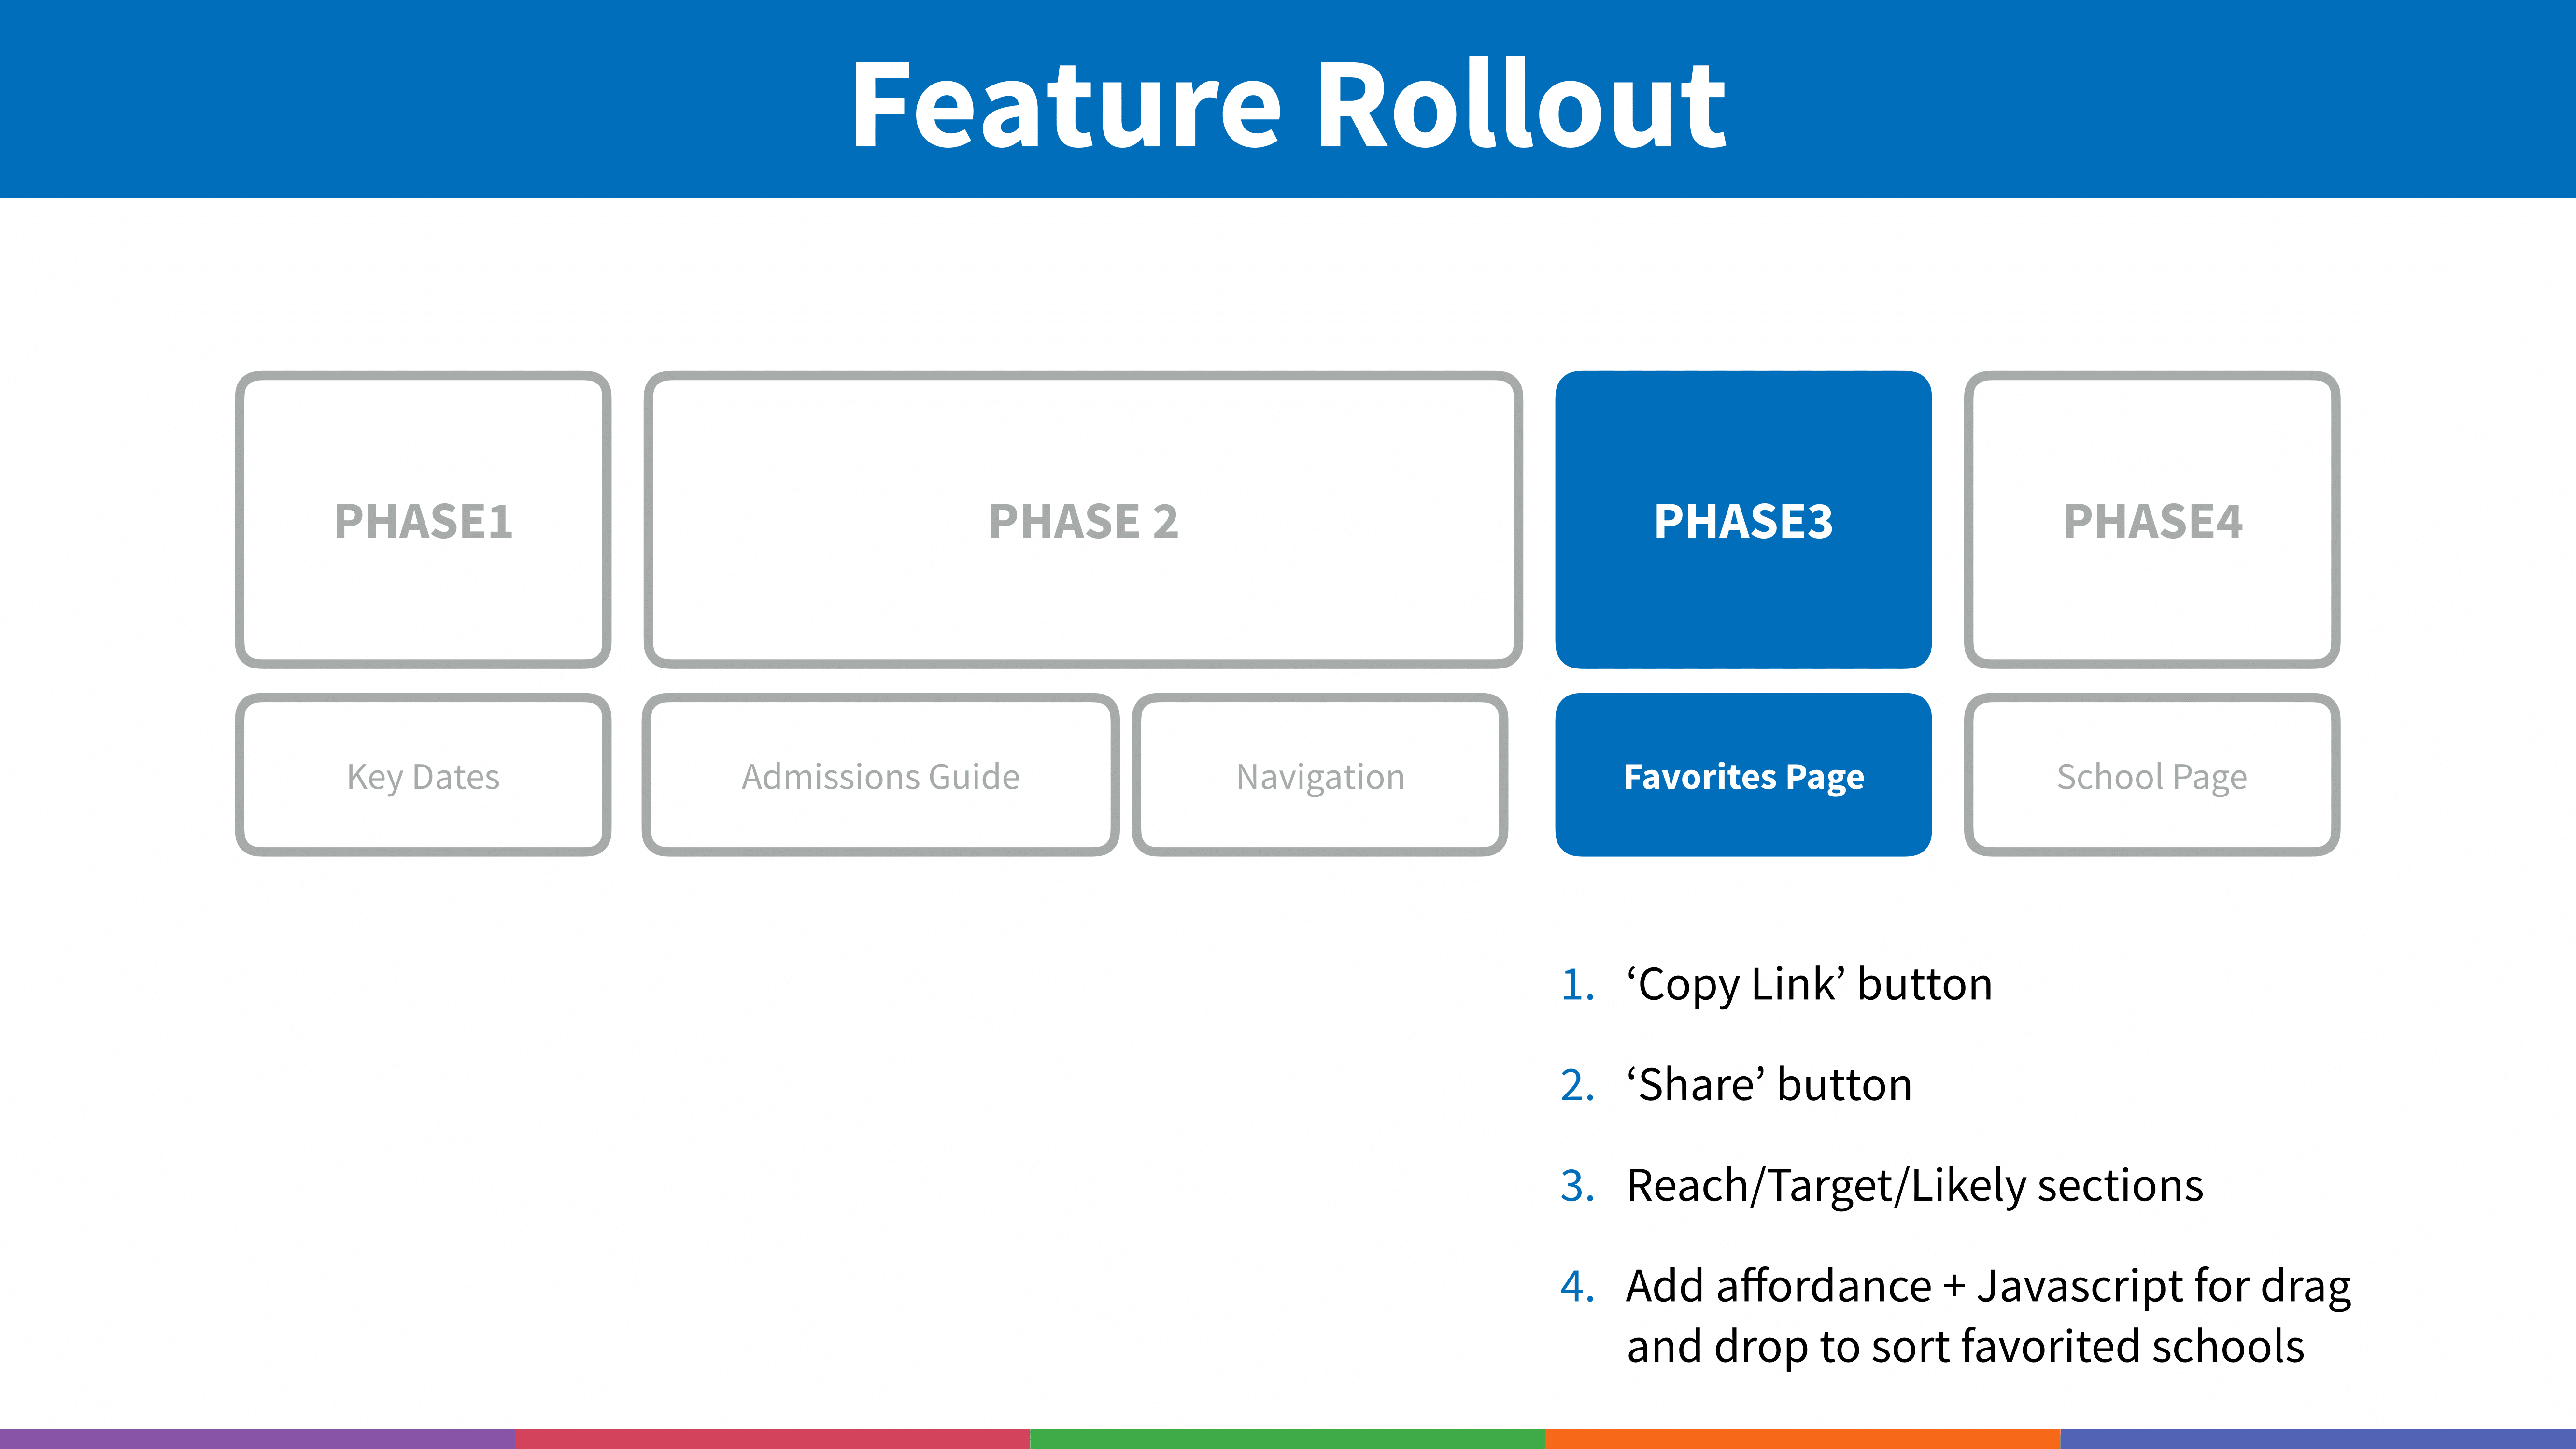 Feature Rollout
PHASE1
PHASE 2
PHASE3
PHASE4
Key Dates
Admissions Guide
Navigation
Favorites Page
School Page
1. ‘Copy Link’ button
2. ‘Share’ button
3. Reach/Target/Likely sections
4. Add affordance + Javascript for drag
and drop to sort favorited schools